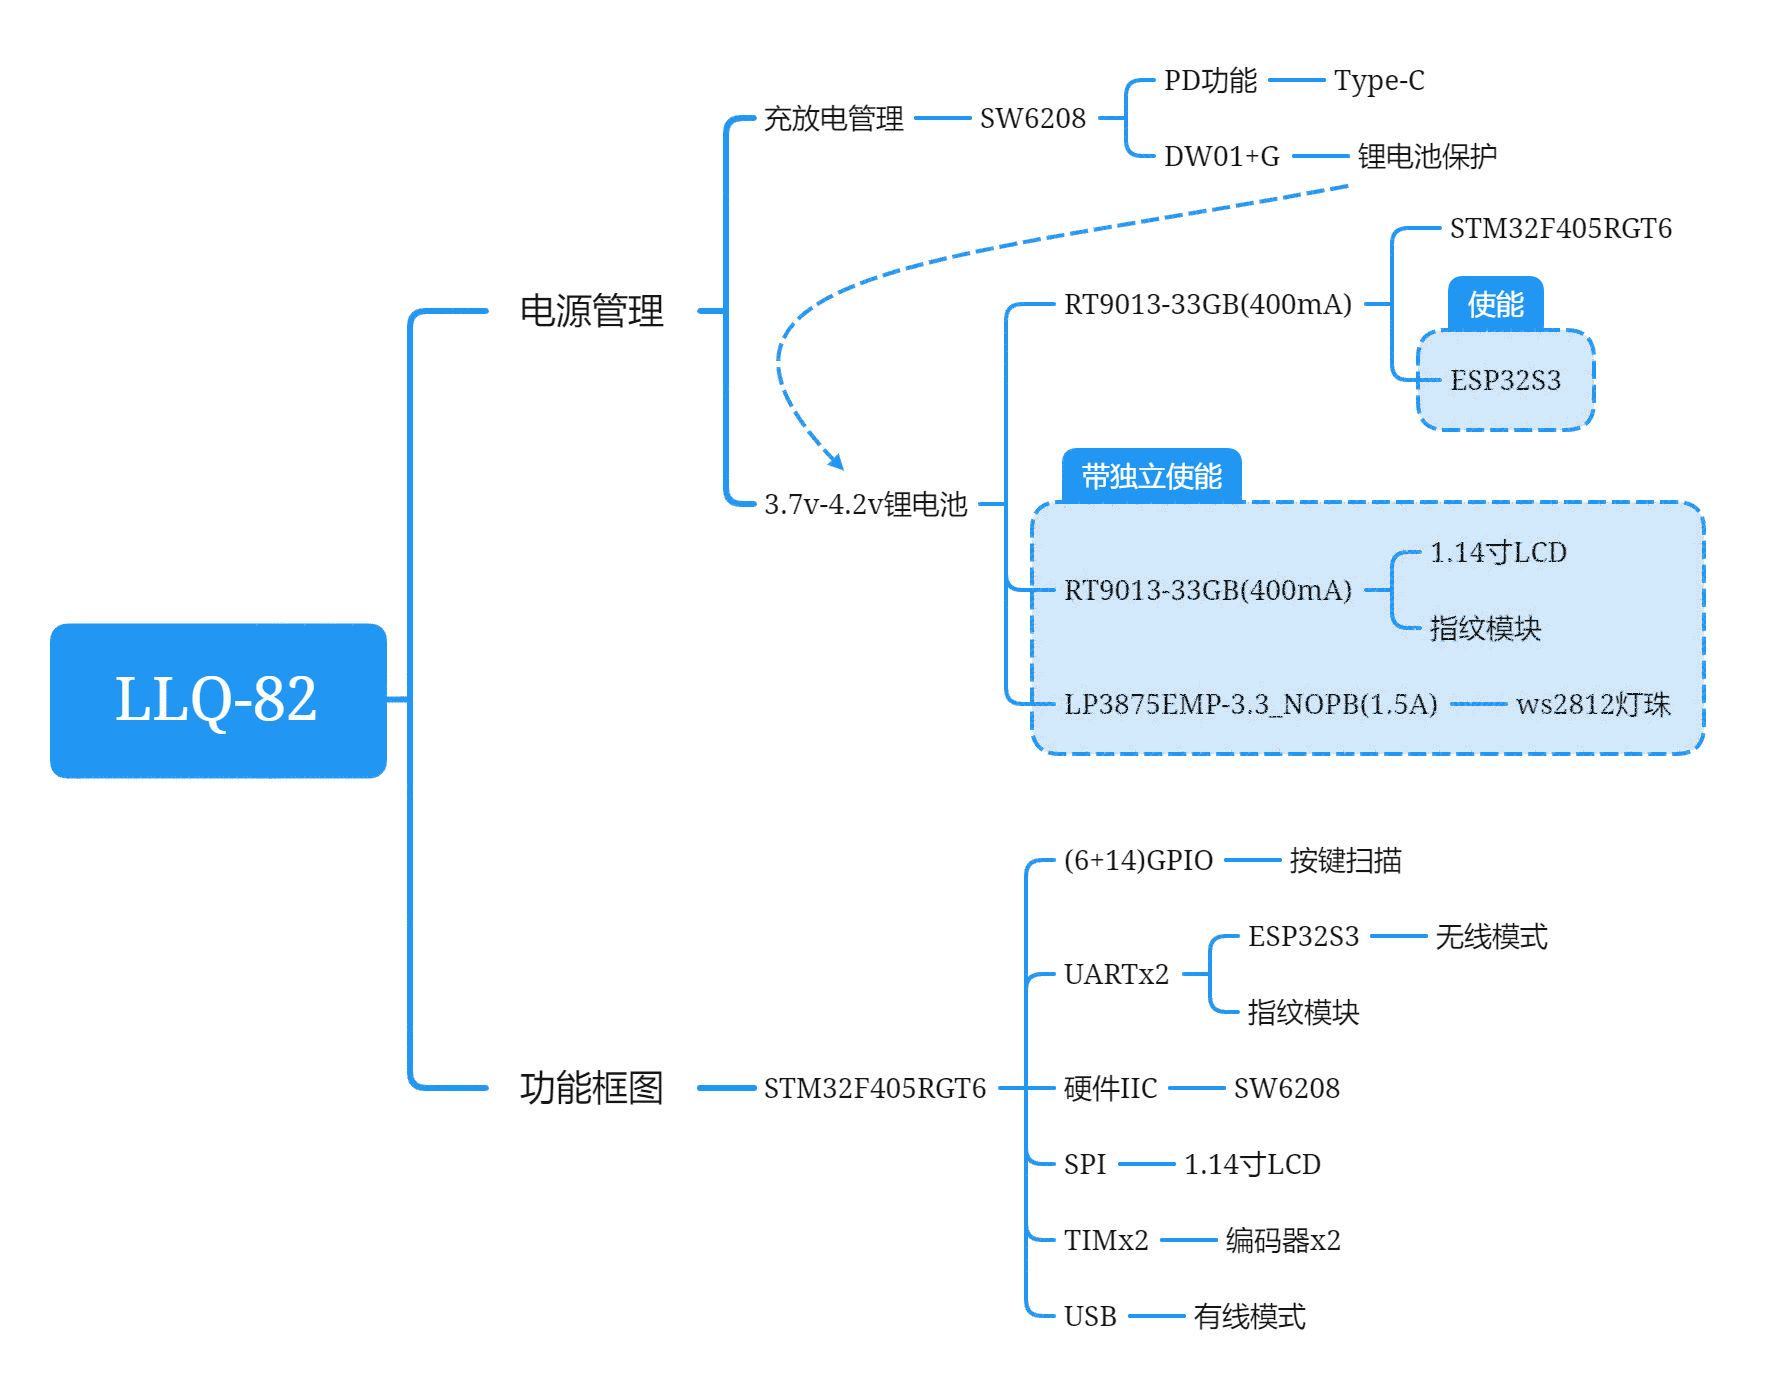 LLQ-82
电源管理
充放电管理
SW6208
PD功能
Type-C
DW01+G
锂电池保护
3.7v-4.2v锂电池
RT9013-33GB(400mA)
STM32F405RGT6
使能
ESP32S3
带独立使能
RT9013-33GB(400mA)
1.14寸LCD
指纹模块
LP3875EMP-3.3_NOPB(1.5A)
ws2812灯珠
功能框图
STM32F405RGT6
(6+14)GPIO
按键扫描
UARTx2
ESP32S3
无线模式
指纹模块
硬件IIC
SW6208
SPI
1.14寸LCD
TIMx2
编码器x2
USB
有线模式